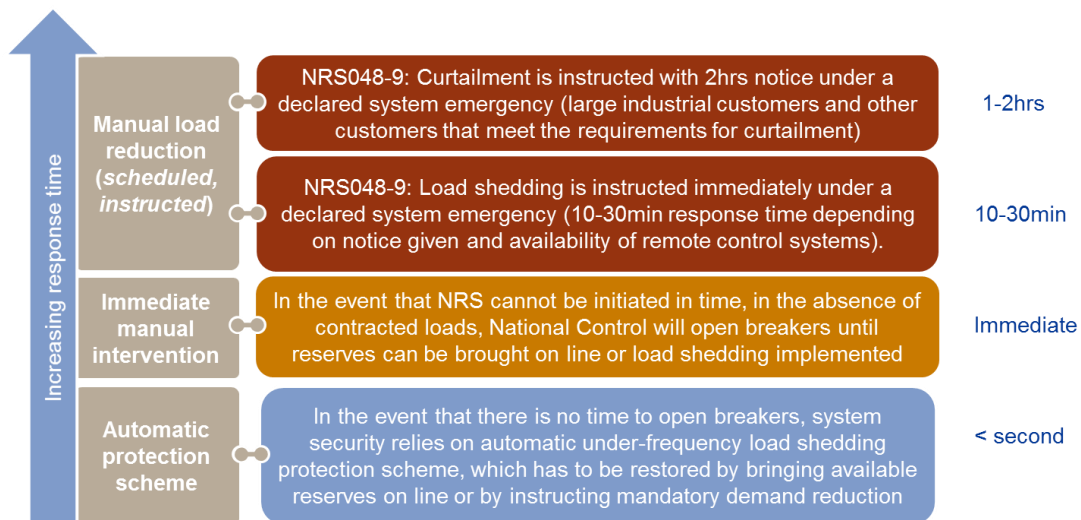 Increasing response time
Manual load
reduction
(scheduled,
instructed)
NRS048-9: Curtailment is instructed with 2hrs notice under a
declared system emergency (large industrial customers and other
customers that meet the requirements for curtailment)
1-2hrs
NRS048-9: Load shedding is instructed immediately under a
declared system emergency (10-30min response time depending
on notice given and availability of remote control systems).
10-30min
Immediate
manual
intervention
In the event that NRS cannot be initiated in time, in the absence of
contracted loads, National Control will open breakers until
reserves can be brought on line or load shedding implemented
Immediate
Automatic
protection
scheme
In the event that there is no time to open breakers, system
security relies on automatic under-frequency load shedding
protection scheme, which has to be restored by bringing available
reserves on line or by instructing mandatory demand reduction
< second